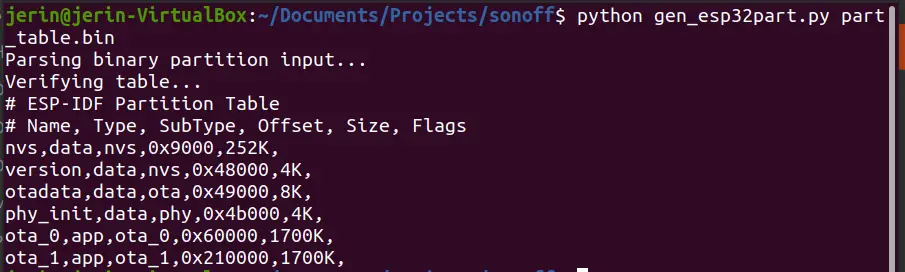 jerin@jerin-VirtualBox:~/Documents/Projects/sonoff$ python gen_esp32part.py part
_table.bin
Parsing binary partition input...
Verifying table...
# ESP-IDF Partition Table
# Name, Type, SubType, Offset, Size, Flags
nvs,data,nvs,0x9000,252K,
version,data,nvs,0x48000,4K,
otadata,data,ota,0x49000,8K,
phy_init,data,phy,0x4b000,4K,
ota_0,app,ota_0,0x60000,1700K,
ota_1,app,ota_1,0x210000,1700K,